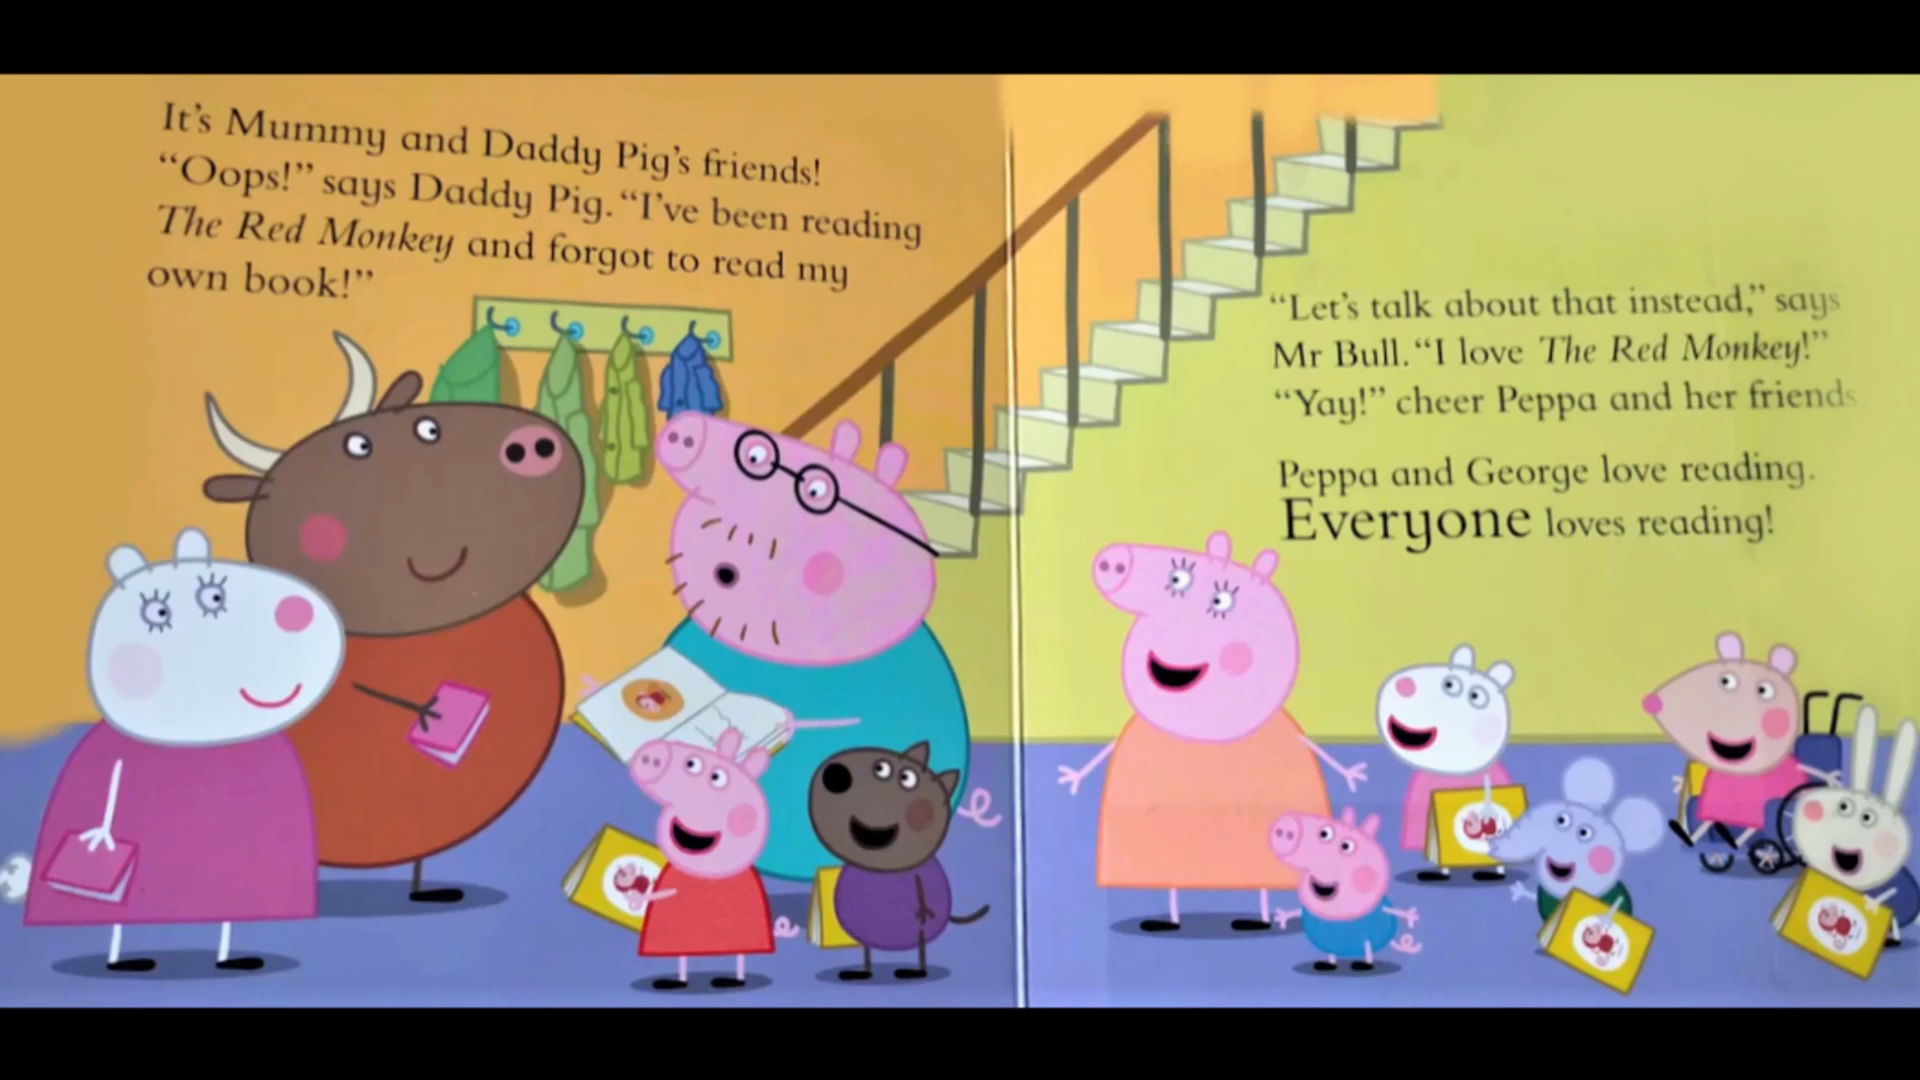 It's Mummy and Daddy Pig's friends!
“Oops!” says Daddy Pig. “I've been reading
The Red Monkey and forgot to read my
own book!”
“Let's talk about that instead,” says
Mr Bull. “I love The Red Monkey!”
“Yay!” cheer Peppa and her friends.
Peppa and George love reading.
Everyone loves reading!